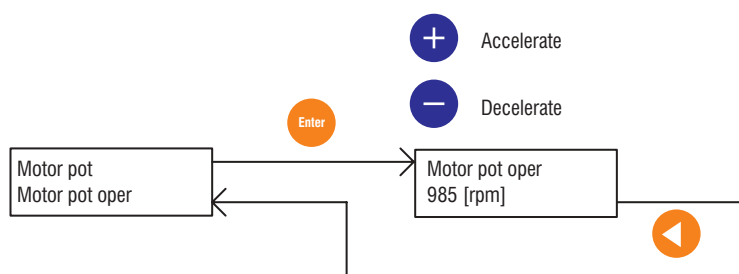 + Accelerate
− Decelerate
Enter
Motor pot
Motor pot oper
Motor pot oper
985 [rpm]